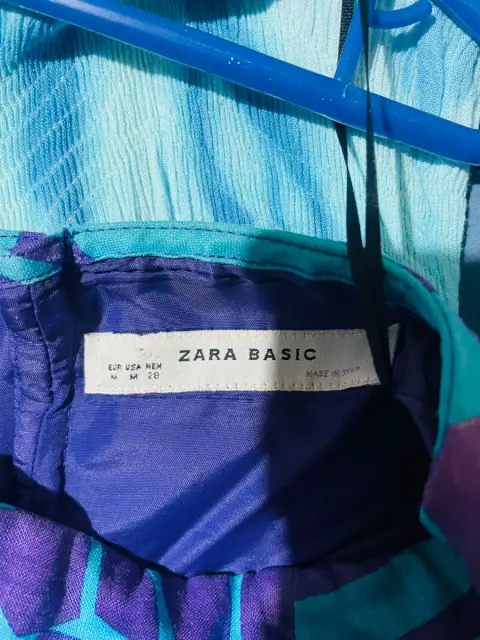 ZARA BASIC
EUR USA MEX
M M 28
MADE IN SPAIN